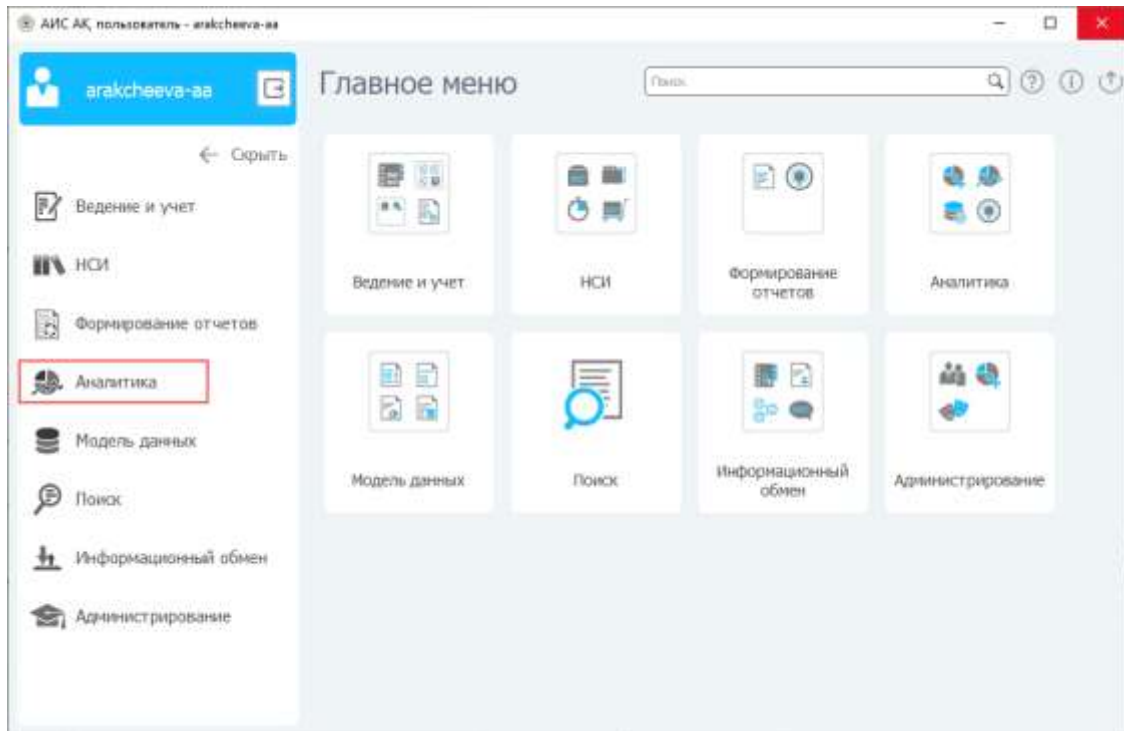 АИС АК, пользователь - arakcheeva-aa
arakcheeva-aa
Скрыть
Ведение и учет
НСИ
Формирование отчетов
Аналитика
Модель данных
Поиск
Информационный обмен
Администрирование
Главное меню
Поиск
Ведение и учет
НСИ
Формирование
отчетов
Аналитика
Модель данных
Поиск
Информационный
обмен
Администрирование